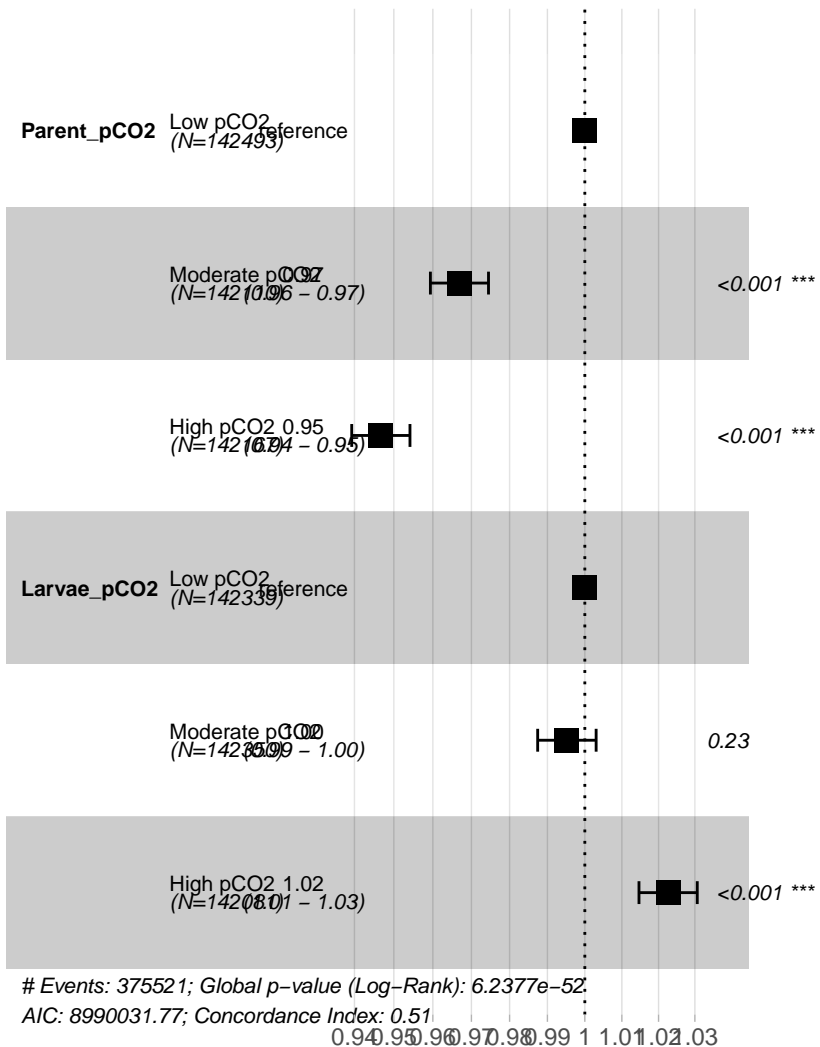 Parent_pCO2 Low pCO2 reference
(N=142493)
Moderate pCO2 0.97
(0.96 − 0.97) <0.001 ***
High pCO2 0.95
(N=142167) (0.94 − 0.95) <0.001 ***
Larvae_pCO2 Low pCO2 reference
(N=142339)
Moderate pCO2 1.00
(N=142350) (0.99 − 1.00) 0.23
High pCO2 1.02
(N=142081) (1.01 − 1.03) <0.001 ***
# Events: 375521; Global p−value (Log−Rank): 6.2377e−52
AIC: 8990031.77; Concordance Index: 0.51
0.94 0.95 0.96 0.97 0.98 0.99 1 1.01 1.02 1.03